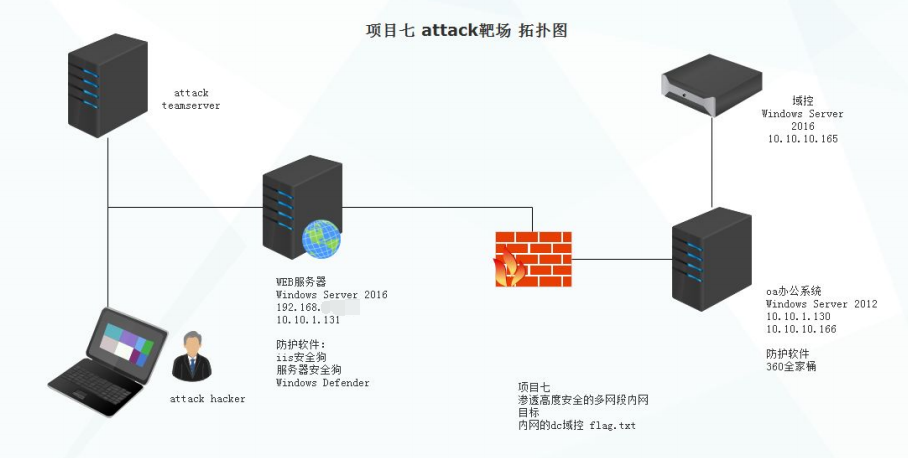 项目七 attack靶场 拓扑图
attack
teamserver
域控
Windows Server
2016
10.10.10.165
WEB服务器
Windows Server 2016
192.168.
10.10.1.131
防护软件：
iis安全狗
服务器安全狗
Windows Defender
oa办公系统
Windows Server 2012
10.10.1.130
10.10.10.166
防护软件
360全家桶
attack hacker
项目七
渗透高度安全的多网段内网
目标
内网的dc域控 flag.txt